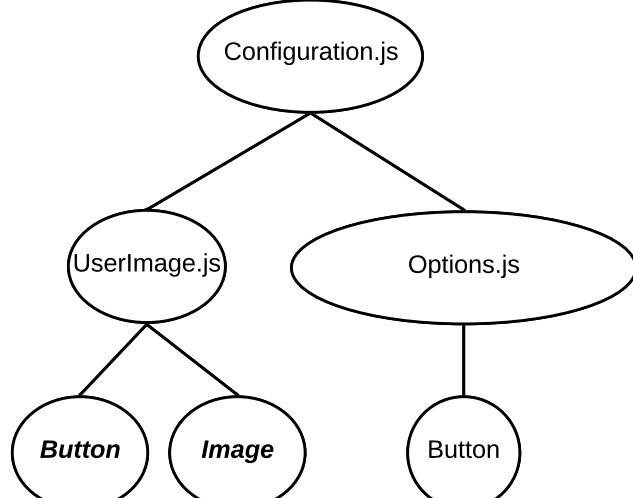 Configuration.js
UserImage.js
Options.js
Button
Image
Button